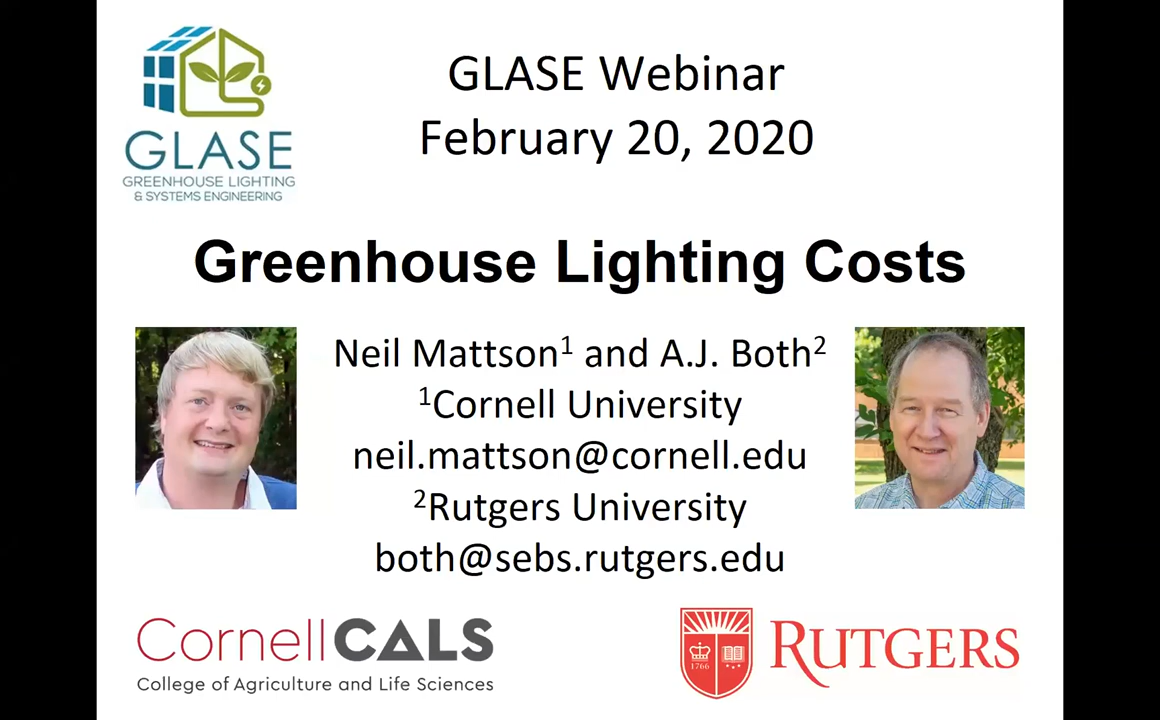 GLASE
GREENHOUSE LIGHTING
& SYSTEMS ENGINEERING
GLASE Webinar
February 20, 2020
Greenhouse Lighting Costs
Neil Mattson1 and A.J. Both2
1Cornell University
neil.mattson@cornell.edu
2Rutgers University
both@sebs.rutgers.edu
CornellCALS
College of Agriculture and Life Sciences
1766
RUTGERS